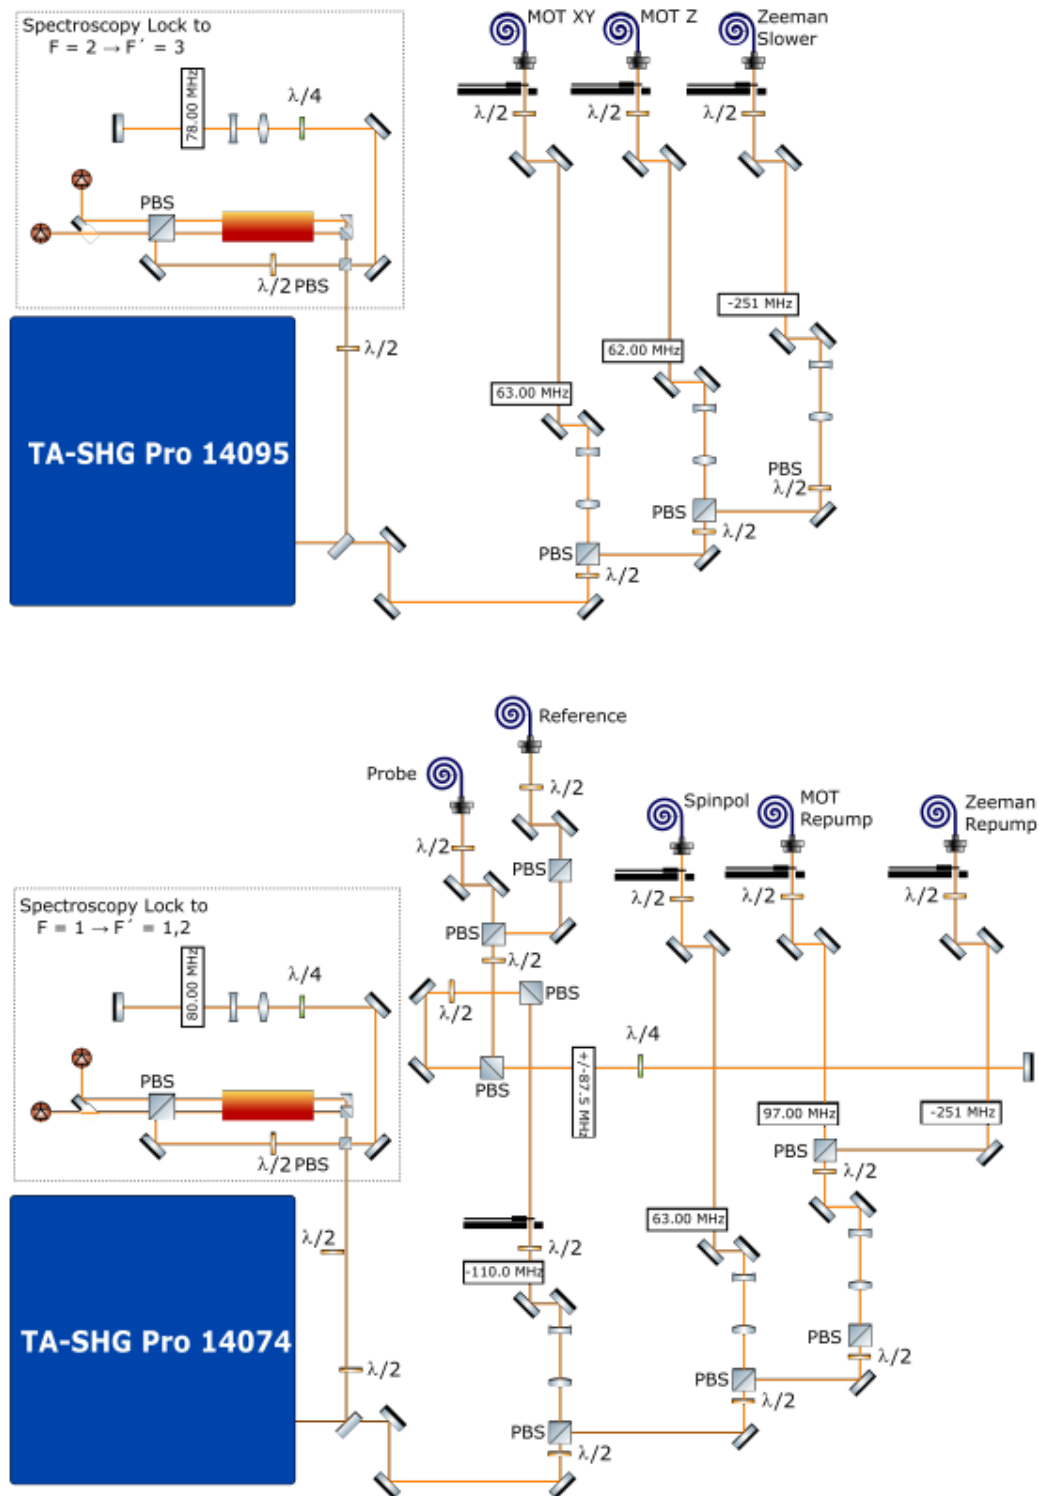 Spectroscopy Lock to
F = 2 → F´ = 3
78.00 MHz
λ/4
PBS
λ/2 PBS
λ/2
TA-SHG Pro 14095
MOT XY
MOT Z
Zeeman
Slower
λ/2
λ/2
λ/2
-251 MHz
62.00 MHz
63.00 MHz
PBS
λ/2
PBS
λ/2
PBS
λ/2
Reference
Probe
λ/2
λ/2
PBS
PBS
λ/2
Spinpol
MOT
Repump
Zeeman
Repump
λ/2
λ/2
λ/2
Spectroscopy Lock to
F = 1 → F´ = 1,2
80.00 MHz
λ/4
PBS
λ/2 PBS
λ/2
λ/2
TA-SHG Pro 14074
PBS
λ/2
PBS
+/-87.5 MHz
λ/4
97.00 MHz
-251 MHz
PBS
λ/2
63.00 MHz
λ/2
-110.0 MHz
PBS
λ/2
PBS
λ/2
PBS
λ/2